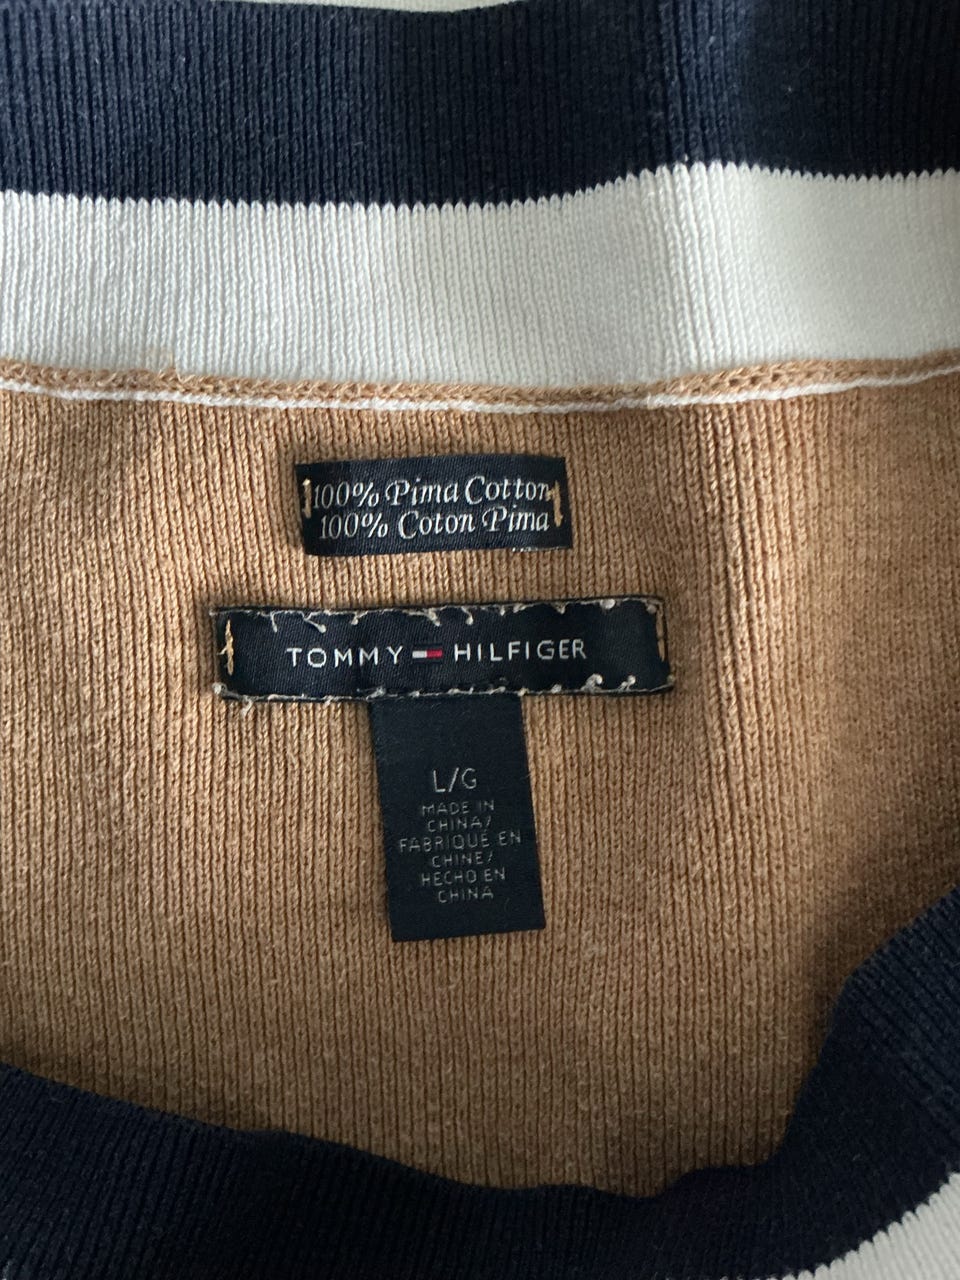 100% Pima Cotton
100% Coton Pima
TOMMY HILFIGER
L/G
MADE IN
CHINA/
FABRIQUÉ EN
CHINE/
HECHO EN
CHINA